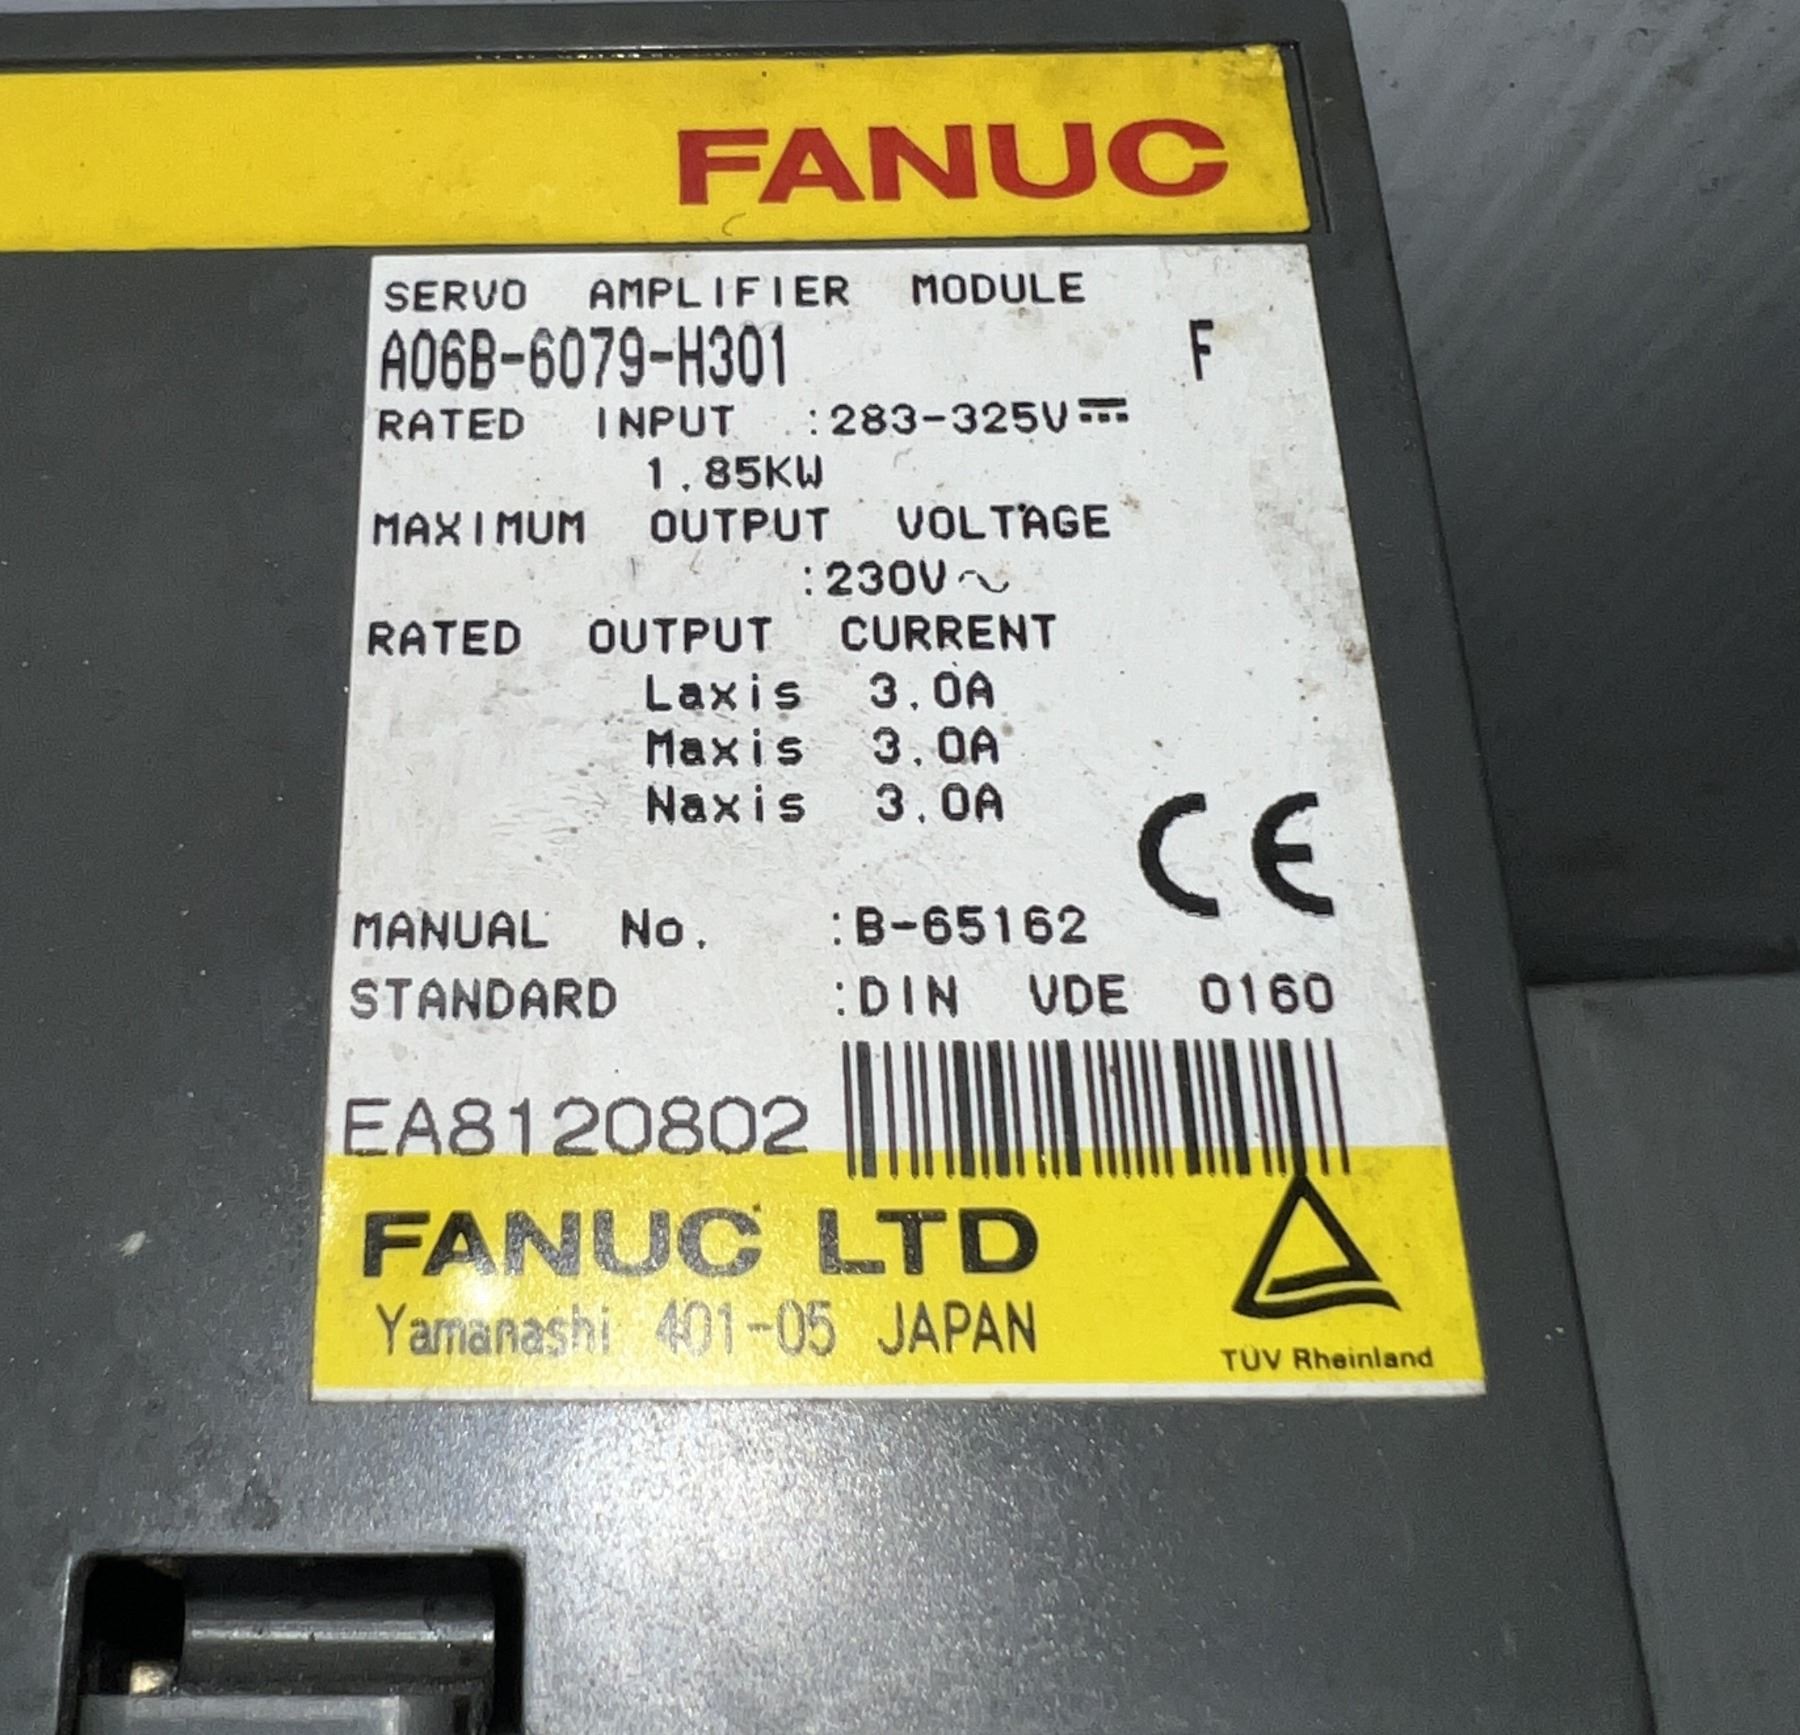 FANUC
SERVO AMPLIFIER MODULE
A06B-6079-H301 F
RATED INPUT :283-325V⎓
1.85KW
MAXIMUM OUTPUT VOLTAGE
:230V~
RATED OUTPUT CURRENT
Laxis 3.0A
Maxis 3.0A
Naxis 3.0A
CE
MANUAL No. :B-65162
STANDARD :DIN VDE 0160
EA8120802
FANUC LTD
Yamanashi 401-05 JAPAN
TÜV Rheinland